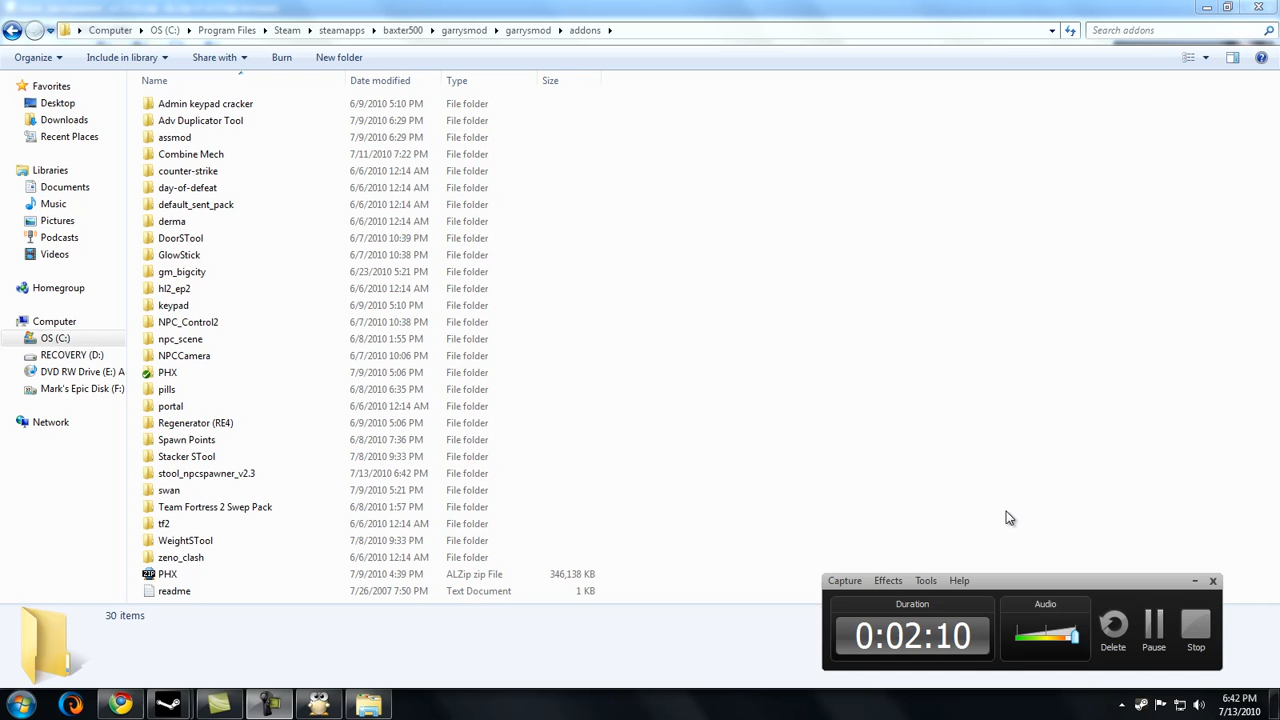 Computer OS (C:) Program Files Steam steamapps baxter500 garrysmod garrysmod addons Search addons
Organize Include in library Share with Burn New folder
Favorites
Desktop
Downloads
Recent Places
Libraries
Documents
Music
Pictures
Podcasts
Videos
Homegroup
Computer
OS (C:)
RECOVERY (D:)
DVD RW Drive (E:) A
Mark's Epic Disk (F:)
Network
Name Date modified Type Size
Admin keypad cracker 6/9/2010 5:10 PM File folder
Adv Duplicator Tool 7/9/2010 6:29 PM File folder
assmod 7/9/2010 6:29 PM File folder
Combine Mech 7/11/2010 7:22 PM File folder
counter-strike 6/6/2010 12:14 AM File folder
day-of-defeat 6/6/2010 12:14 AM File folder
default_sent_pack 6/6/2010 12:14 AM File folder
derma 6/6/2010 12:14 AM File folder
DoorSTool 6/7/2010 10:39 PM File folder
GlowStick 6/7/2010 10:38 PM File folder
gm_bigcity 6/23/2010 5:21 PM File folder
hl2_ep2 6/6/2010 12:14 AM File folder
keypad 6/9/2010 5:10 PM File folder
NPC_Control2 6/7/2010 10:38 PM File folder
npc_scene 6/8/2010 1:55 PM File folder
NPCCamera 6/7/2010 10:06 PM File folder
PHX 7/9/2010 5:06 PM File folder
pills 6/8/2010 6:35 PM File folder
portal 6/6/2010 12:14 AM File folder
Regenerator (RE4) 6/9/2010 5:06 PM File folder
Spawn Points 6/8/2010 7:36 PM File folder
Stacker STool 7/8/2010 9:33 PM File folder
stool_npcspawner_v2.3 7/13/2010 6:42 PM File folder
swan 7/9/2010 5:21 PM File folder
Team Fortress 2 Swep Pack 6/8/2010 1:57 PM File folder
tf2 6/6/2010 12:14 AM File folder
WeightSTool 7/8/2010 9:33 PM File folder
zeno_clash 6/6/2010 12:14 AM File folder
PHX 7/9/2010 4:39 PM ALZip zip File 346,138 KB
readme 7/26/2007 7:50 PM Text Document 1 KB
30 items
Capture Effects Tools Help
Duration Audio
0:02:10
Delete Pause Stop
6:42 PM
7/13/2010